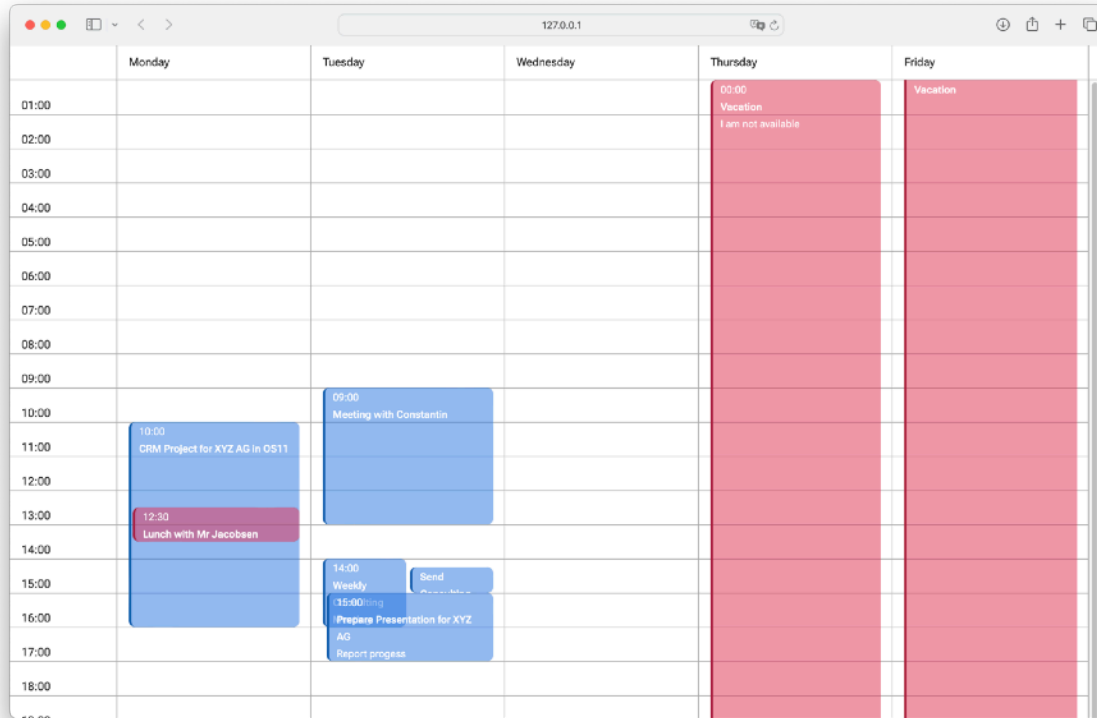 127.0.0.1
Monday
Tuesday
Wednesday
Thursday
Friday
01:00
02:00
03:00
04:00
05:00
06:00
07:00
08:00
09:00
10:00
11:00
12:00
13:00
14:00
15:00
16:00
17:00
18:00
10:00
CRM Project for XYZ AG in OS11
12:30
Lunch with Mr Jacobsen
09:00
Meeting with Constantin
14:00
Weekly
Send
15:00
Prepare Presentation for XYZ
AG
Report progess
00:00
Vacation
I am not available
Vacation